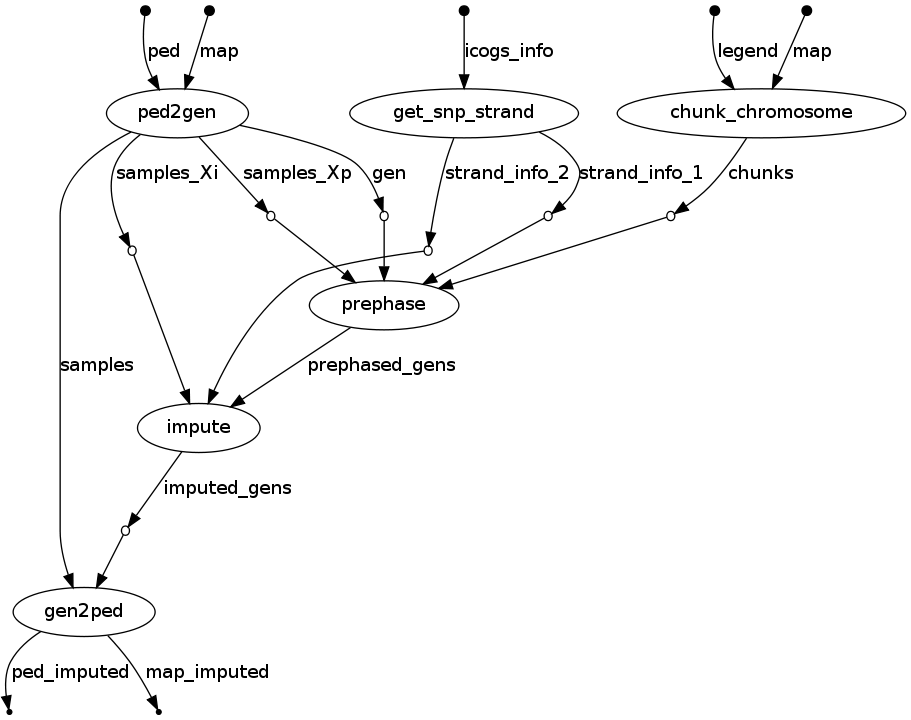 ped
map
icogs_info
legend
map
ped2gen
get_snp_strand
chunk_chromosome
samples_Xi
samples_Xp
gen
strand_info_2
strand_info_1
chunks
prephase
samples
prephased_gens
impute
imputed_gens
gen2ped
ped_imputed
map_imputed